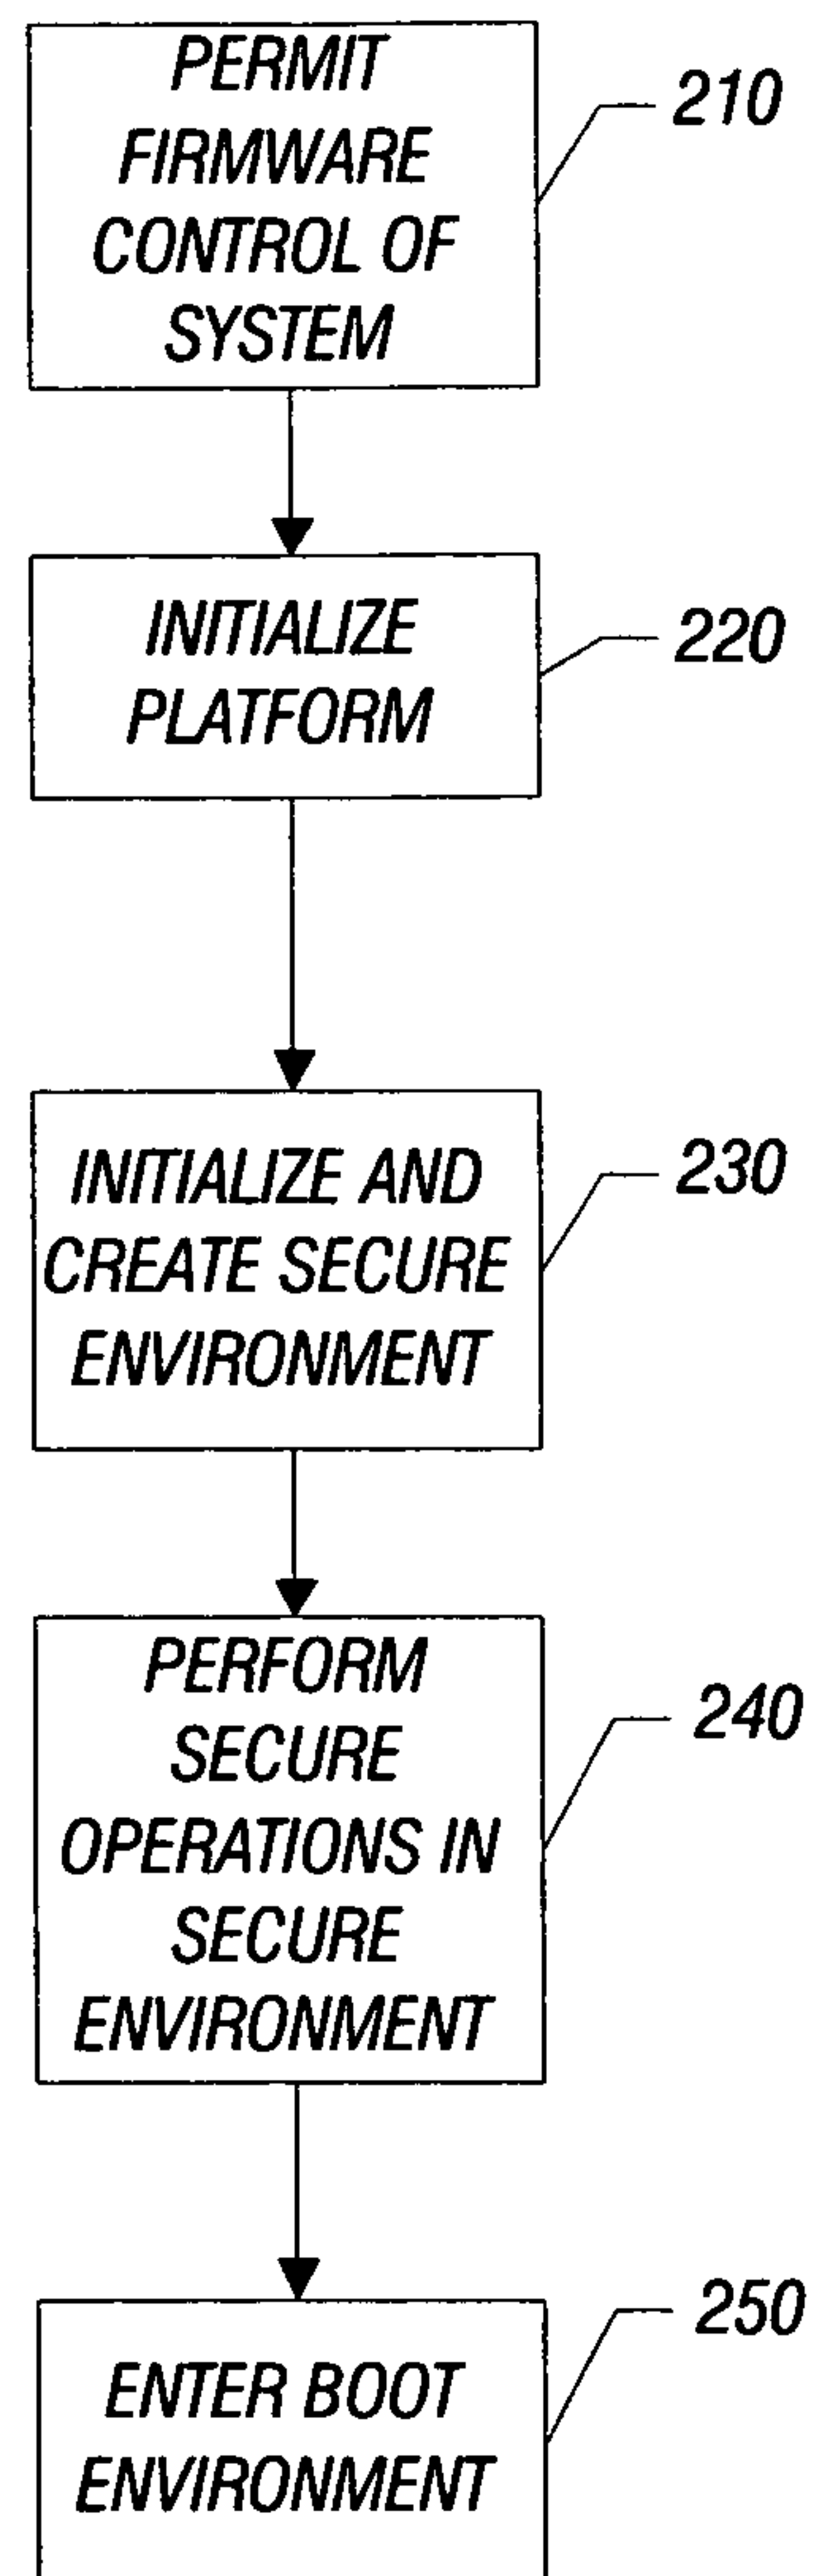 PERMIT
FIRMWARE
CONTROL OF
SYSTEM
210
INITIALIZE
PLATFORM
220
INITIALIZE AND
CREATE SECURE
ENVIRONMENT
230
PERFORM
SECURE
OPERATIONS IN
SECURE
ENVIRONMENT
240
ENTER BOOT
ENVIRONMENT
250